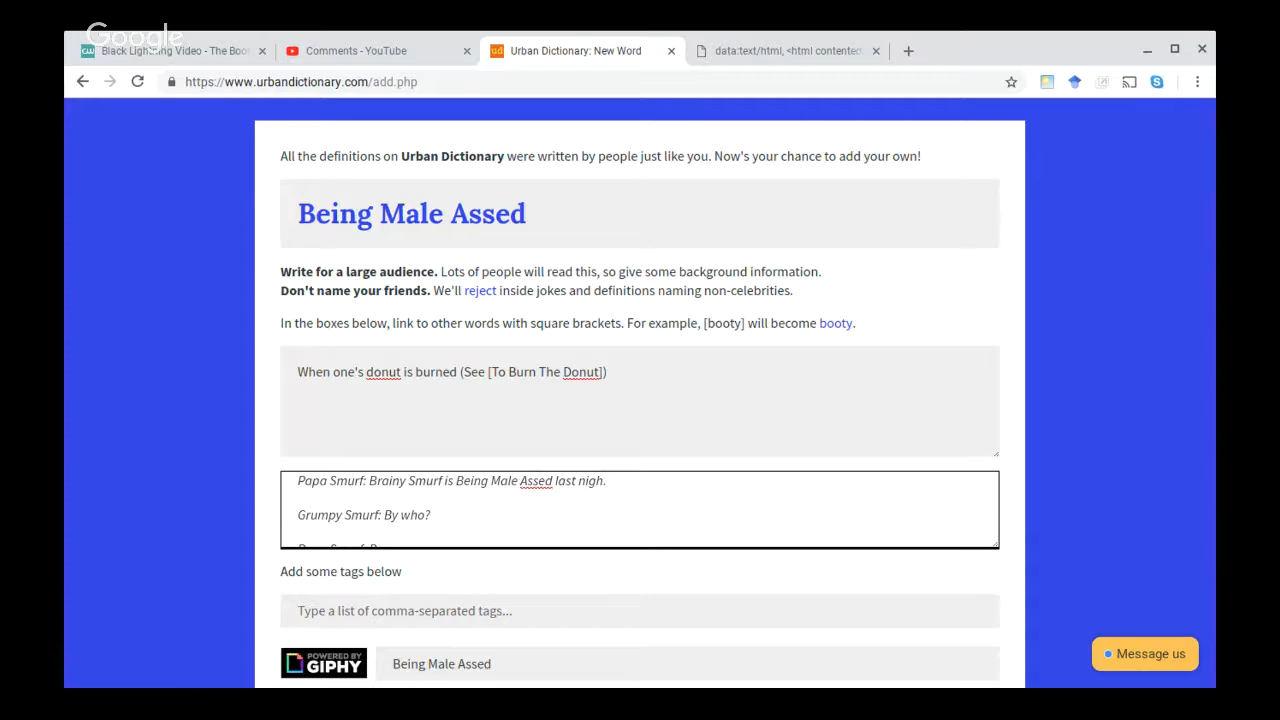 Google
Black Lightning Video - The Boo
Comments - YouTube
ud Urban Dictionary: New Word
data:text/html, <html contented
https://www.urbandictionary.com/add.php
All the definitions on Urban Dictionary were written by people just like you. Now's your chance to add your own!
Being Male Assed
Write for a large audience. Lots of people will read this, so give some background information.
Don't name your friends. We'll reject inside jokes and definitions naming non-celebrities.
In the boxes below, link to other words with square brackets. For example, [booty] will become booty.
When one's donut is burned (See [To Burn The Donut])
Papa Smurf: Brainy Smurf is Being Male Assed last nigh.
Grumpy Smurf: By who?
Add some tags below
Type a list of comma-separated tags...
POWERED BY
GIPHY
Being Male Assed
Message us